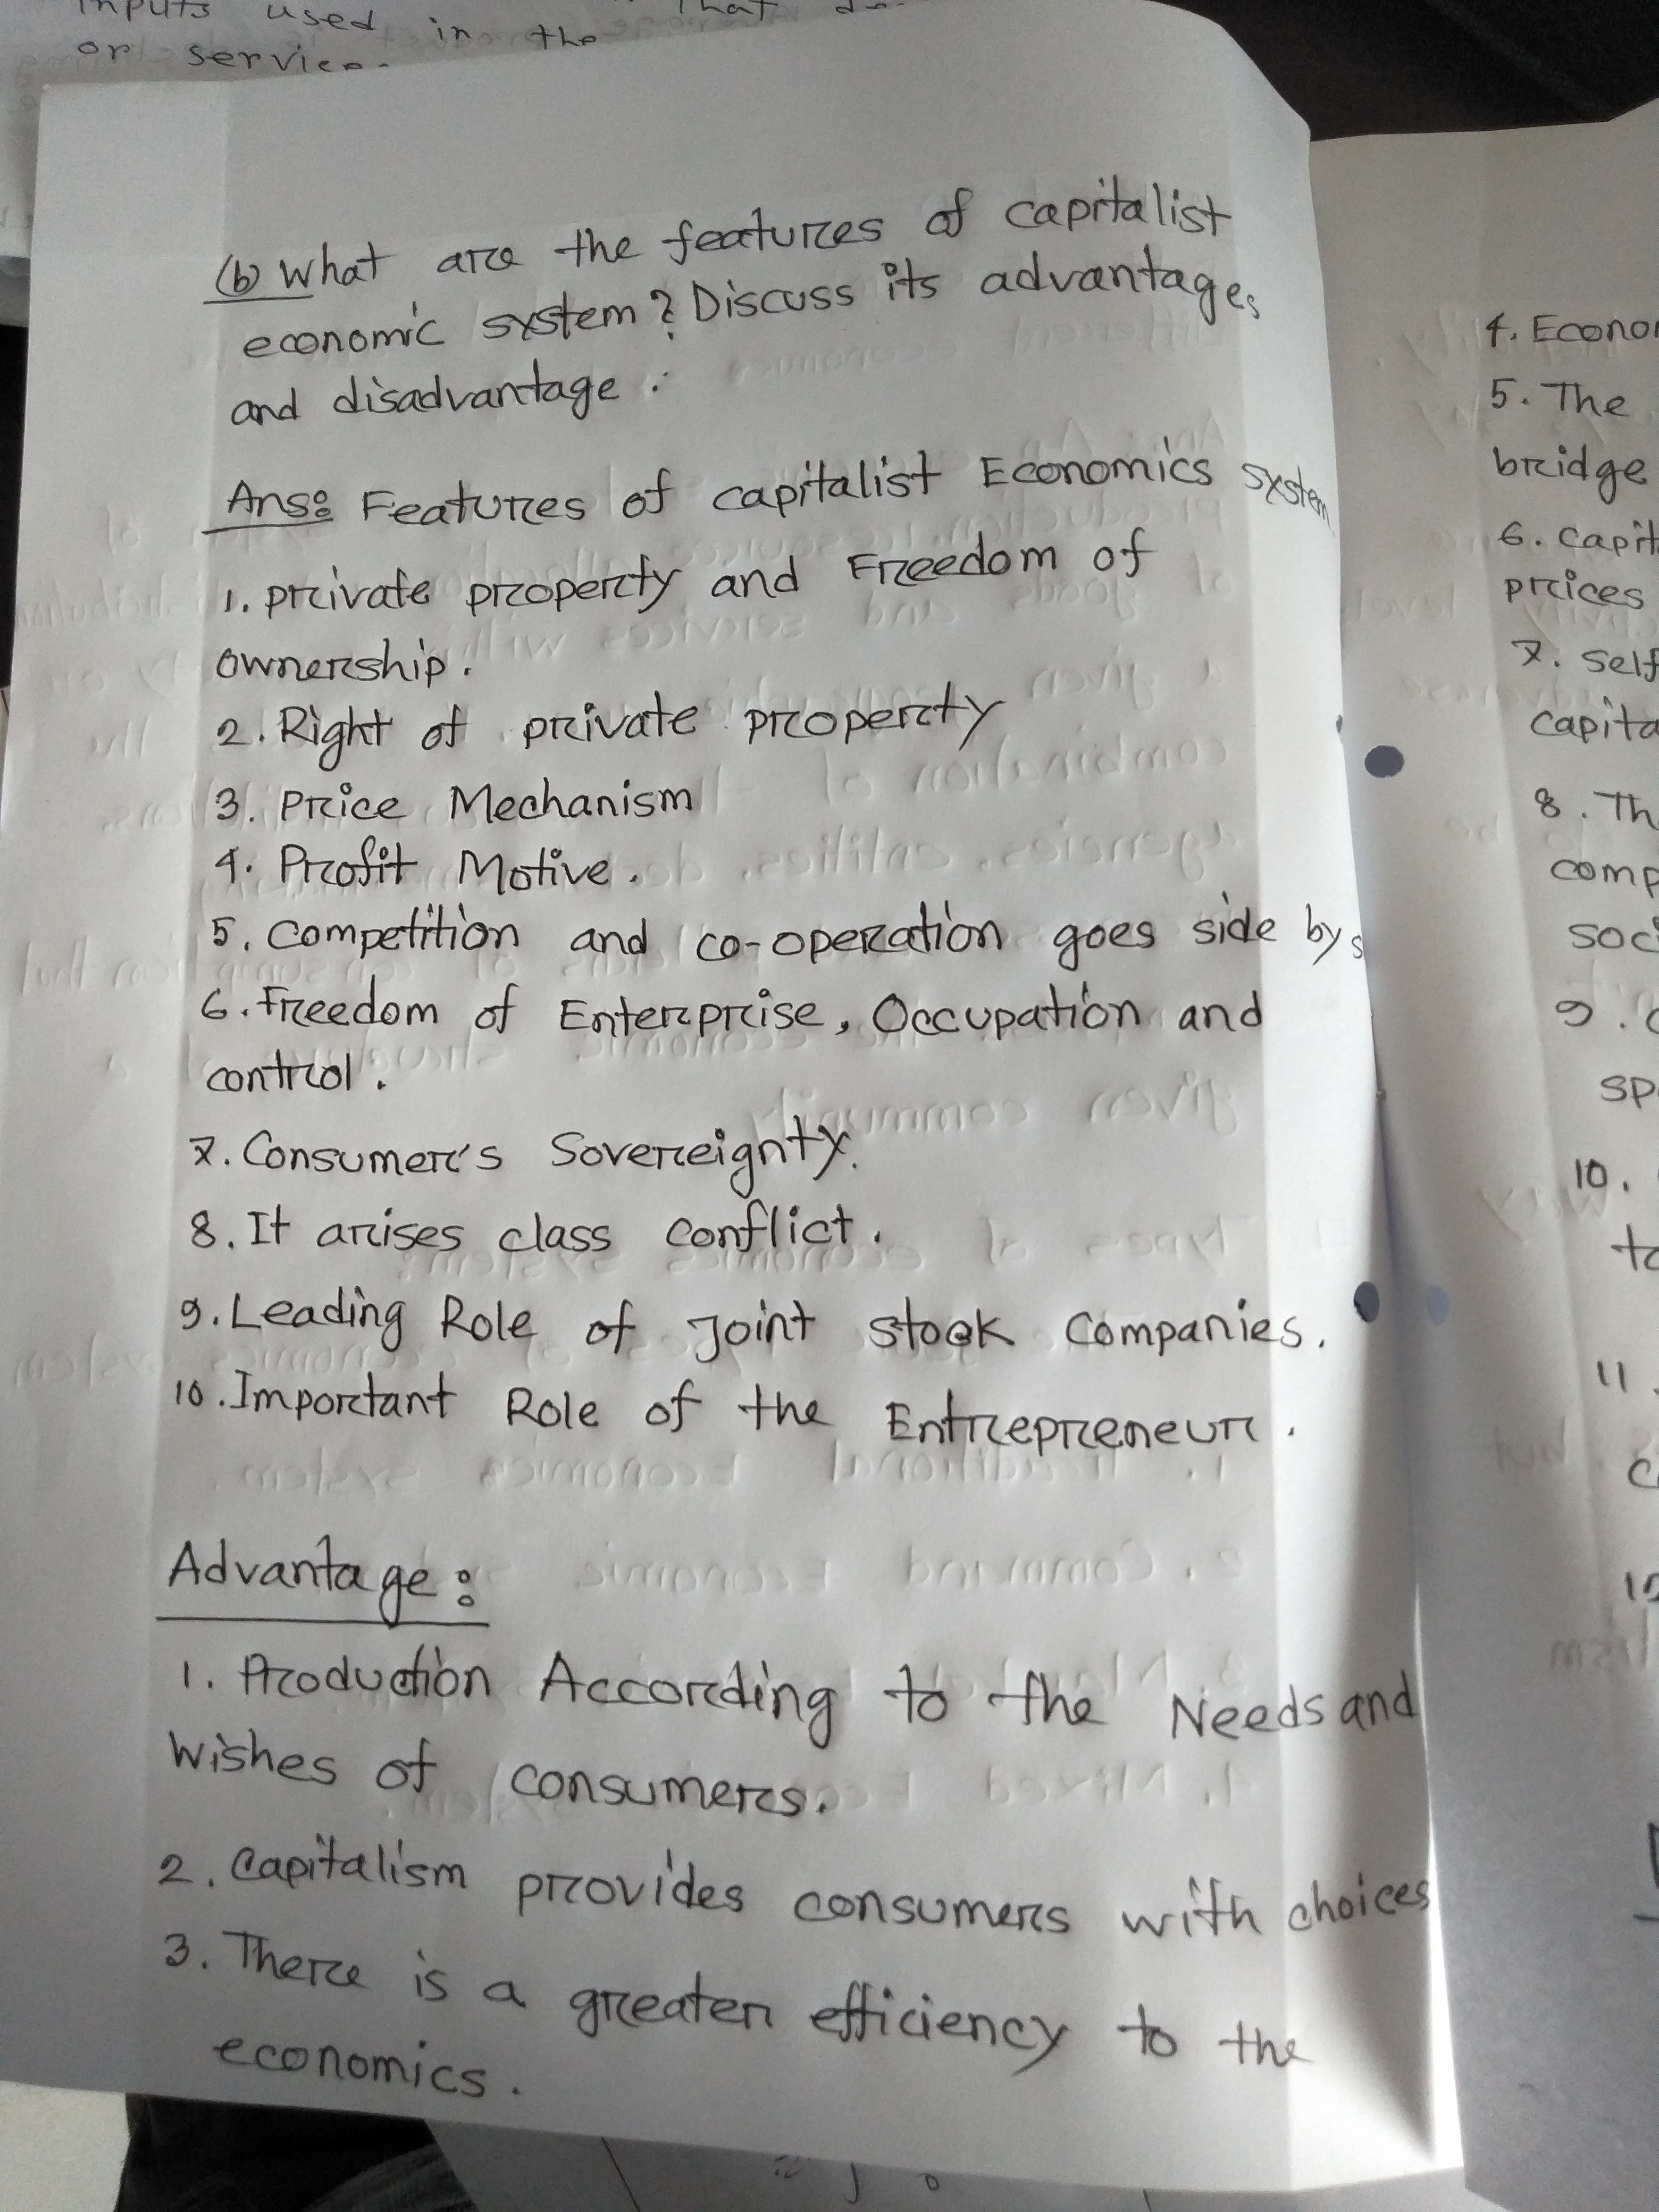 inputs used in the
or service.
(b) What are the features of capitalist
economic system? Discuss its advantages
and disadvantage.
Ans: Features of capitalist Economics system
1. private property and Freedom of
ownership.
2. Right of private property
3. Price Mechanism
4. Profit Motive.
5. Competition and co-operation goes side by s
6. Freedom of Enterprise, Occupation and
control.
7. Consumer's Sovereignty.
8. It arises class conflict.
9. Leading Role of Joint stock Companies.
10. Important Role of the Entrepreneur.
Advantage:
1. Production According to the Needs and
Wishes of consumers.
2. Capitalism provides consumers with choices
3. There is a greater efficiency to the
economics.
4. Econo
5. The
bridge
6. Capit
prices
7. Self
capita
8. Th
comp
soc
9.
sp
10.
to
11